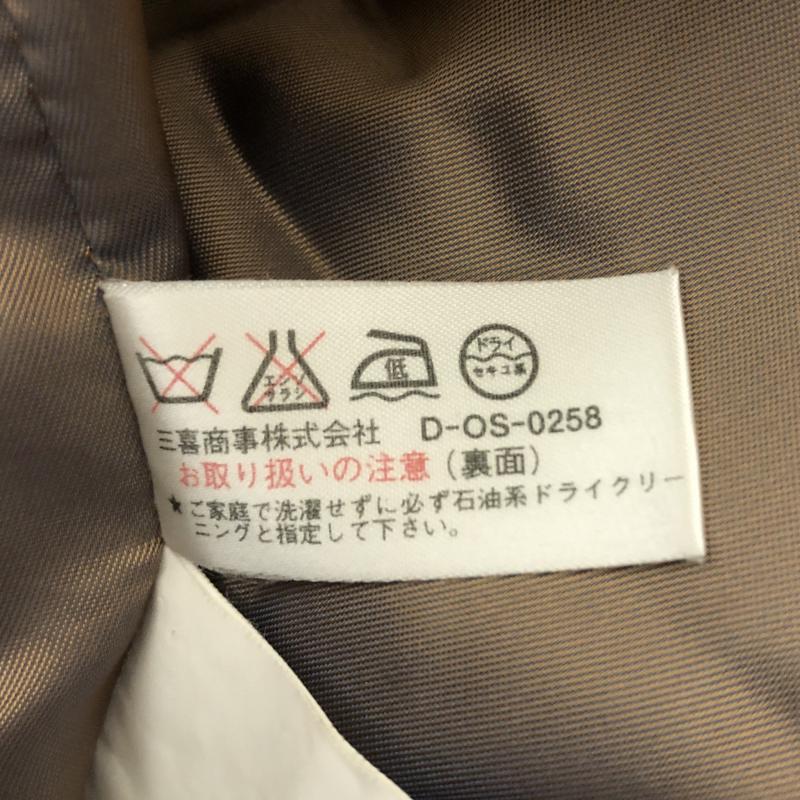 エンソ
サラシ
低
ドライ
セキユ系
三喜商事株式会社 D-OS-0258
お取り扱いの注意（裏面）
★ご家庭で洗濯せずに必ず石油系ドライクリー
ニングと指定して下さい。